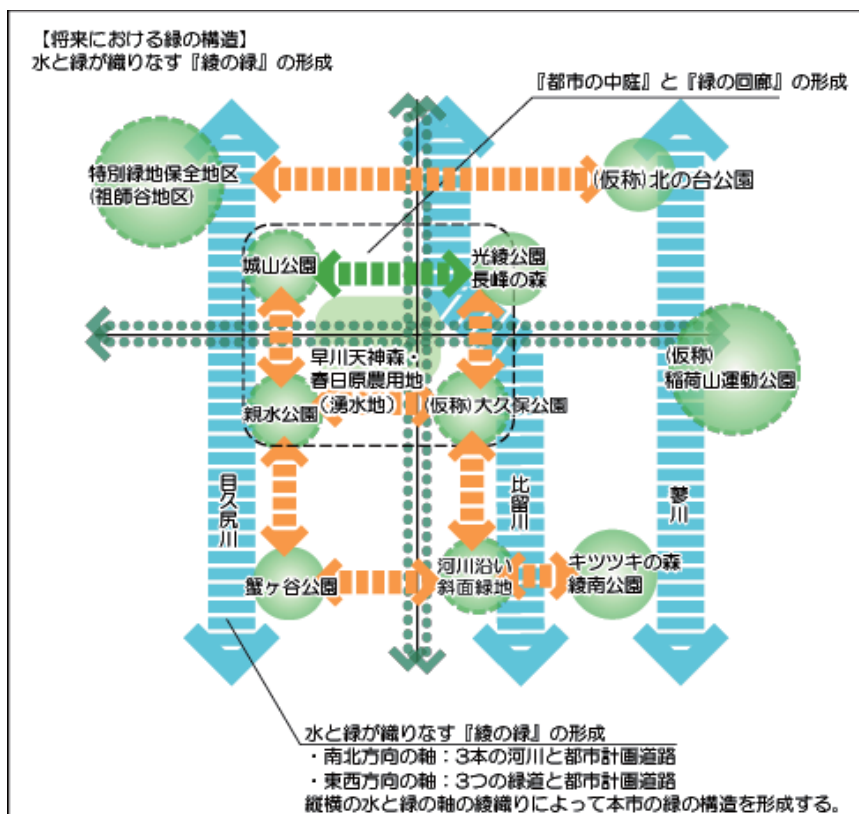 【将来における緑の構造】
水と緑が織りなす『綾の緑』の形成
『都市の中庭』と『緑の回廊』の形成
特別緑地保全地区
(祖師谷地区)
(仮称)北の台公園
城山公園
光綾公園
長峰の森
早川天神森・
春日原農用地
(湧水地)
(仮称)
稲荷山運動公園
親水公園
(仮称)大久保公園
目久尻川
比留川
蓼川
蟹ヶ谷公園
河川沿い
斜面緑地
キツツキの森
綾南公園
水と緑が織りなす『綾の緑』の形成
・南北方向の軸：3本の河川と都市計画道路
・東西方向の軸：3つの緑道と都市計画道路
縦横の水と緑の軸の綾織りによって本市の緑の構造を形成する。